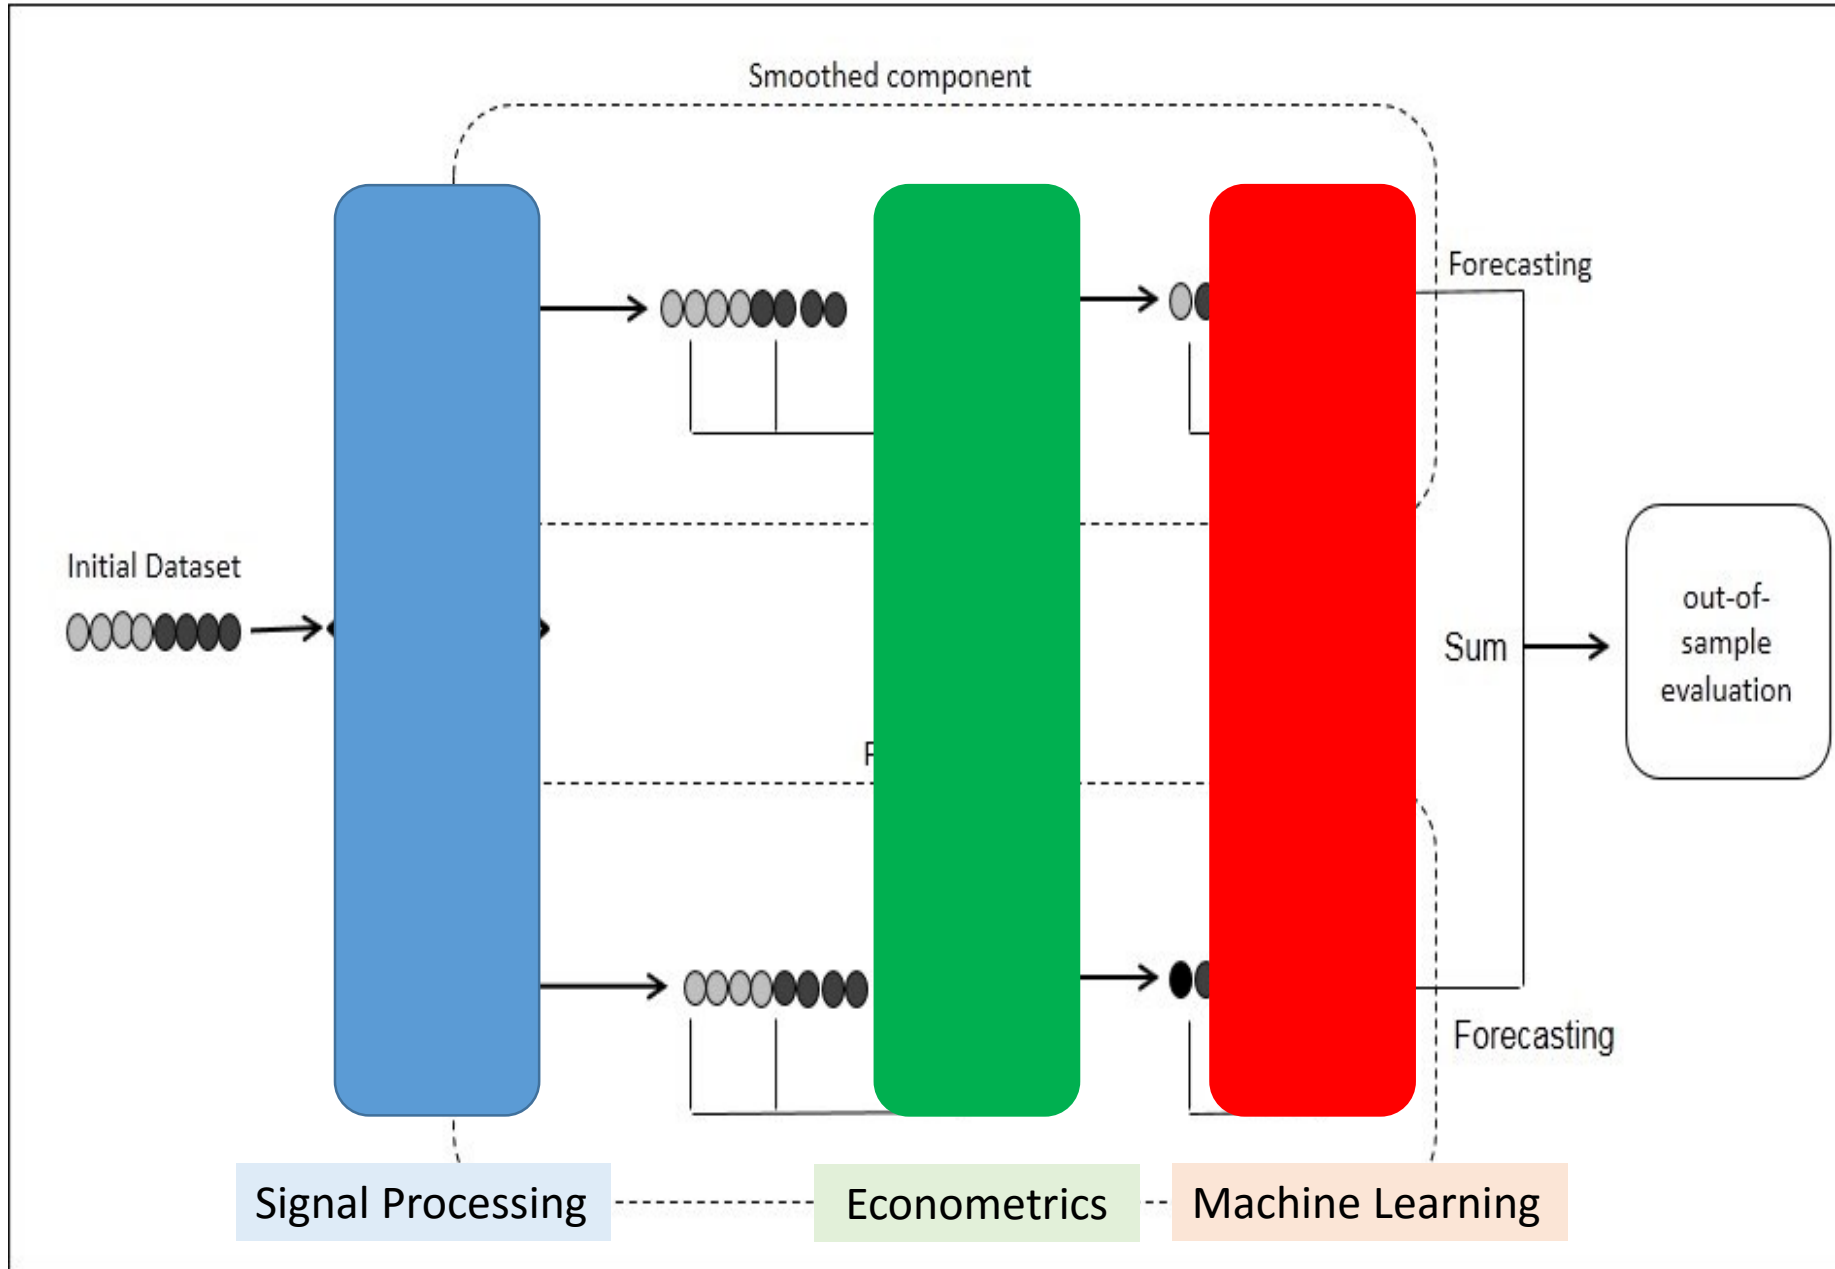 Smoothed component
Forecasting
Initial Dataset
out-of-
sample
evaluation
Sum
Forecasting
Signal Processing
Econometrics
Machine Learning